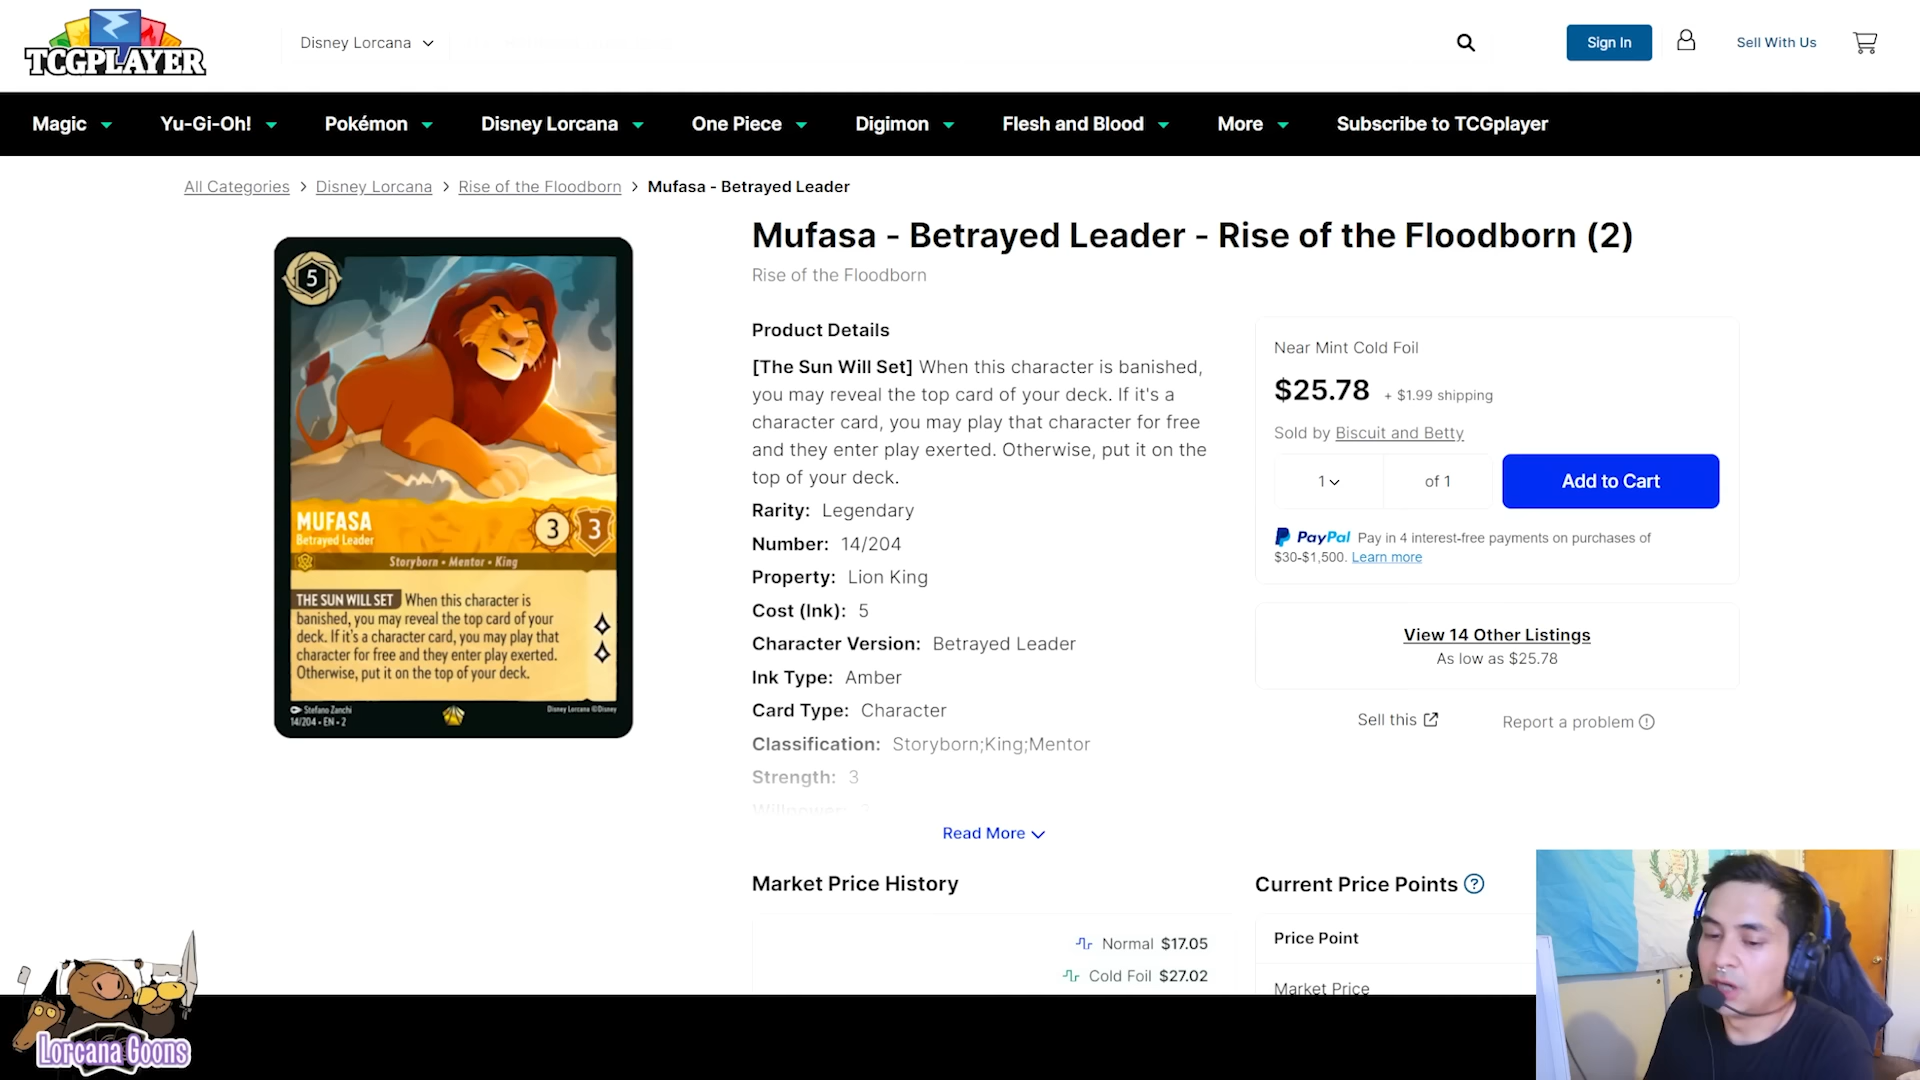 TCGPLAYER
Disney Lorcana
Sign In
Sell With Us
Magic
Yu-Gi-Oh!
Pokémon
Disney Lorcana
One Piece
Digimon
Flesh and Blood
More
Subscribe to TCGplayer
All Categories > Disney Lorcana > Rise of the Floodborn > Mufasa - Betrayed Leader
5
MUFASA
Betrayed Leader
3
3
Storyborn • Mentor • King
THE SUN WILL SET When this character is
banished, you may reveal the top card of your
deck. If it's a character card, you may play that
character for free and they enter play exerted.
Otherwise, put it on the top of your deck.
Stefano Zanchi
14/204 • EN • 2
Disney Lorcana ©Disney
Mufasa - Betrayed Leader - Rise of the Floodborn (2)
Rise of the Floodborn
Product Details
[The Sun Will Set] When this character is banished,
you may reveal the top card of your deck. If it's a
character card, you may play that character for free
and they enter play exerted. Otherwise, put it on the
top of your deck.
Rarity: Legendary
Number: 14/204
Property: Lion King
Cost (Ink): 5
Character Version: Betrayed Leader
Ink Type: Amber
Card Type: Character
Classification: Storyborn;King;Mentor
Strength: 3
Willpower: 3
Read More
Near Mint Cold Foil
$25.78 + $1.99 shipping
Sold by Biscuit and Betty
1
of 1
Add to Cart
PayPal Pay in 4 interest-free payments on purchases of
$30-$1,500. Learn more
View 14 Other Listings
As low as $25.78
Sell this
Report a problem
Market Price History
Normal $17.05
Cold Foil $27.02
Current Price Points
Price Point
Market Price
Lorcana Goons